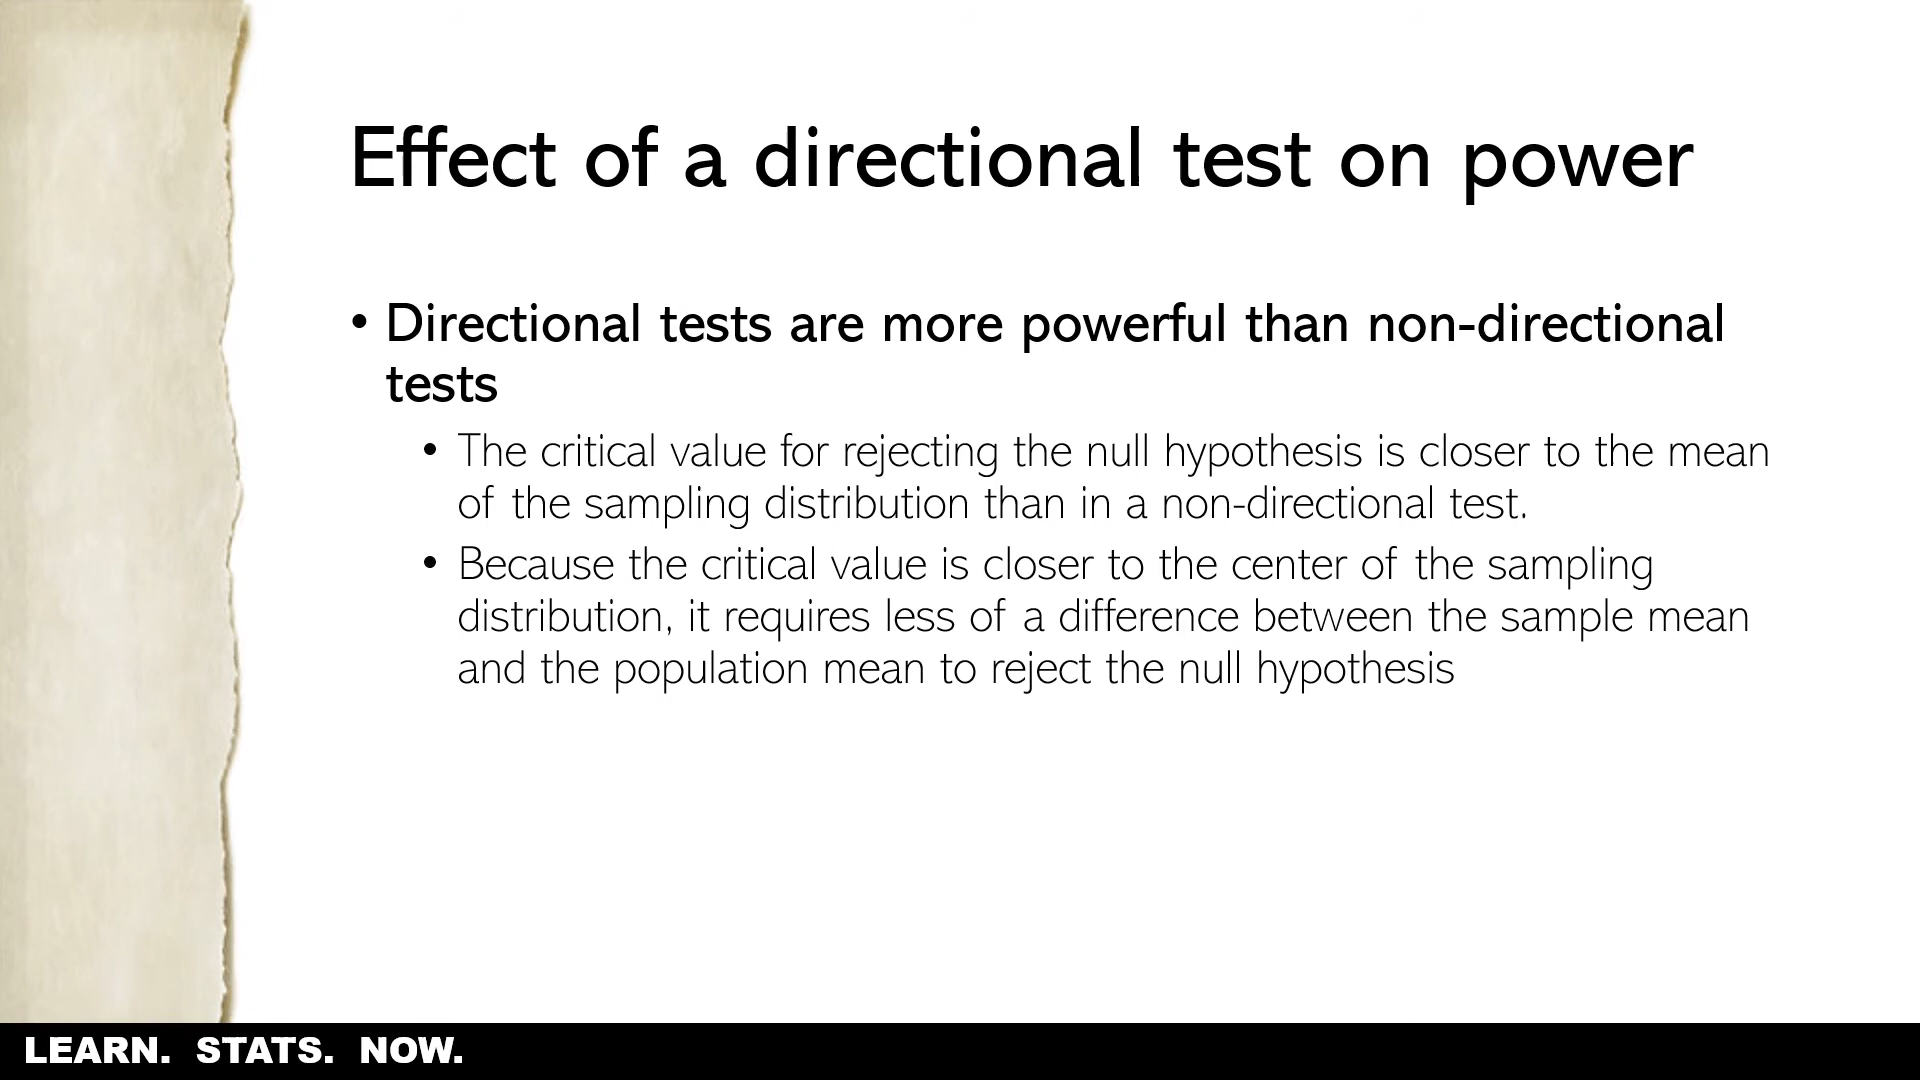 Effect of a directional test on power
• Directional tests are more powerful than non-directional
tests
• The critical value for rejecting the null hypothesis is closer to the mean
of the sampling distribution than in a non-directional test.
• Because the critical value is closer to the center of the sampling
distribution, it requires less of a difference between the sample mean
and the population mean to reject the null hypothesis
LEARN. STATS. NOW.